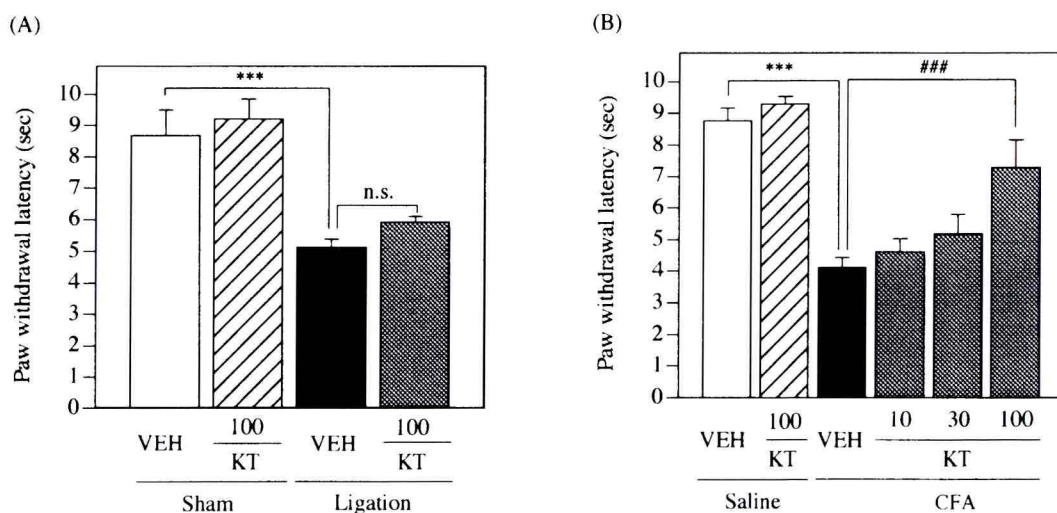 (A)
Paw withdrawal latency (sec)
10
9
8
7
6
5
4
3
2
1
0
***
n.s.
VEH 100 VEH 100
KT KT
Sham Ligation
(B)
Paw withdrawal latency (sec)
10
9
8
7
6
5
4
3
2
1
0
*** ###
VEH 100 VEH 10 30 100
KT KT
Saline CFA